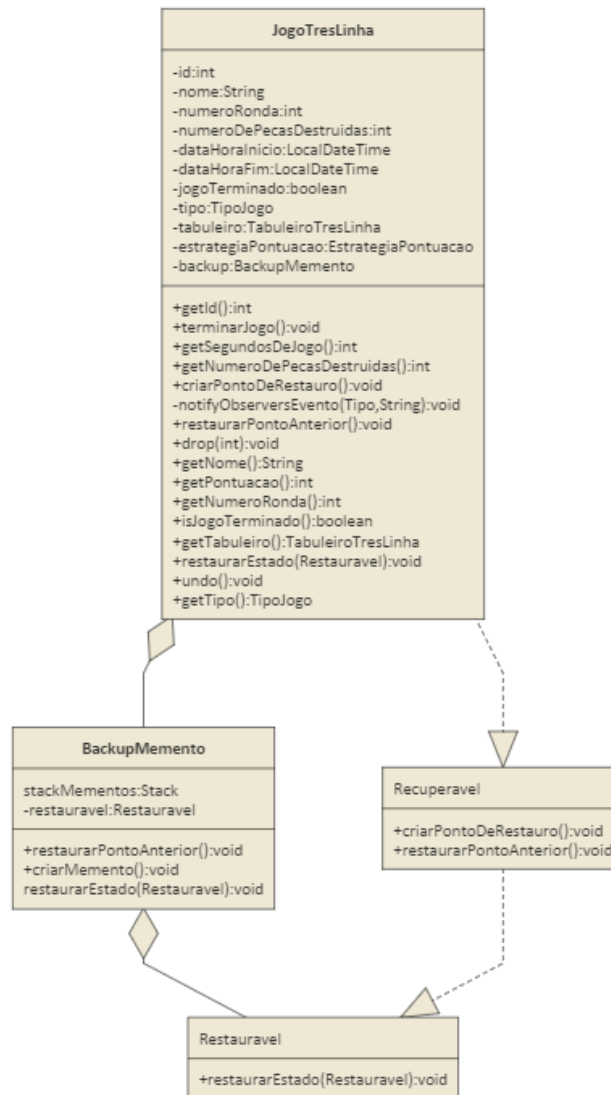 JogoTresLinha
-id:int
-nome:String
-numeroRonda:int
-numeroDePecasDestruidas:int
-dataHoraInicio:LocalDateTime
-dataHoraFim:LocalDateTime
-jogoTerminado:boolean
-tipo:TipoJogo
-tabuleiro:TabuleiroTresLinha
-estrategiaPontuacao:EstrategiaPontuacao
-backup:BackupMemento
+getId():int
+terminarJogo():void
+getSegundosDeJogo():int
+getNumeroDePecasDestruidas():int
+criarPontoDeRestauro():void
-notifyObserversEvento(Tipo,String):void
+restaurarPontoAnterior():void
+drop(int):void
+getNome():String
+getPontuacao():int
+getNumeroRonda():int
+isJogoTerminado():boolean
+getTabuleiro():TabuleiroTresLinha
+restaurarEstado(Restauravel):void
+undo():void
+getTipo():TipoJogo
BackupMemento
stackMementos:Stack
-restauravel:Restauravel
+restaurarPontoAnterior():void
+criarMemento():void
restaurarEstado(Restauravel):void
Recuperavel
+criarPontoDeRestauro():void
+restaurarPontoAnterior():void
Restauravel
+restaurarEstado(Restauravel):void